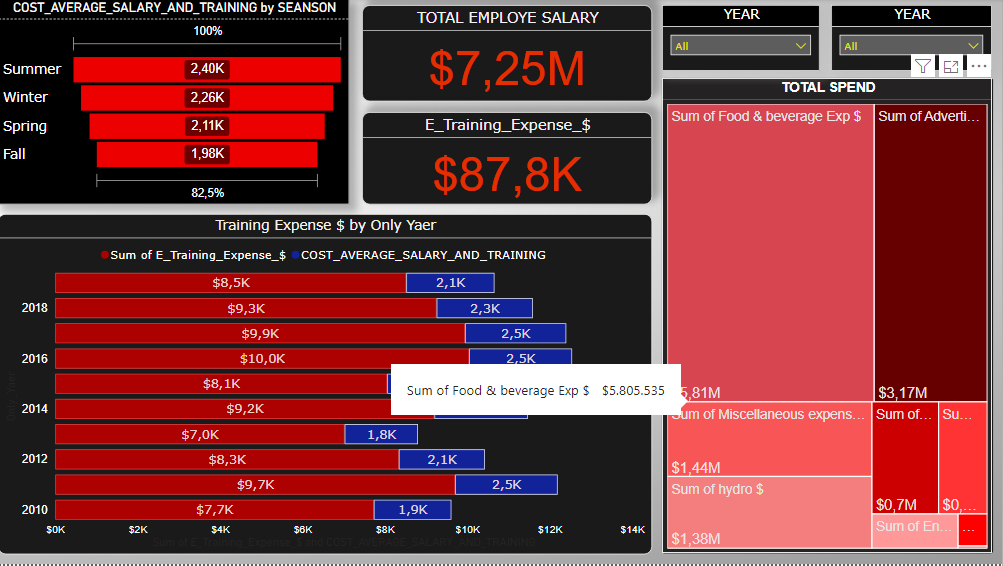 COST_AVERAGE_SALARY_AND_TRAINING by SEANSON
100%
Summer 2,40K
Winter 2,26K
Spring 2,11K
Fall 1,98K
82,5%
TOTAL EMPLOYE SALARY
$7,25M
E_Training_Expense_$
$87,8K
YEAR
All
YEAR
All
TOTAL SPEND
Sum of Food & beverage Exp $
5,81M
Sum of Adverti...
$3,17M
Sum of Miscellaneous expens...
$1,44M
Sum of hydro $
$1,38M
Sum of...
$0,7M
Su...
$0,...
Sum of En...
...
Sum of Food & beverage Exp $ $5.805.535
Training Expense $ by Only Yaer
Sum of E_Training_Expense_$ COST_AVERAGE_SALARY_AND_TRAINING
$8,5K 2,1K
2018 $9,3K 2,3K
$9,9K 2,5K
2016 $10,0K 2,5K
$8,1K
2014 $9,2K
$7,0K 1,8K
2012 $8,3K 2,1K
$9,7K 2,5K
2010 $7,7K 1,9K
$0K $2K $4K $6K $8K $10K $12K $14K
Sum of E_Training_Expense_$ and COST_AVERAGE_SALARY_AND_TRAINING